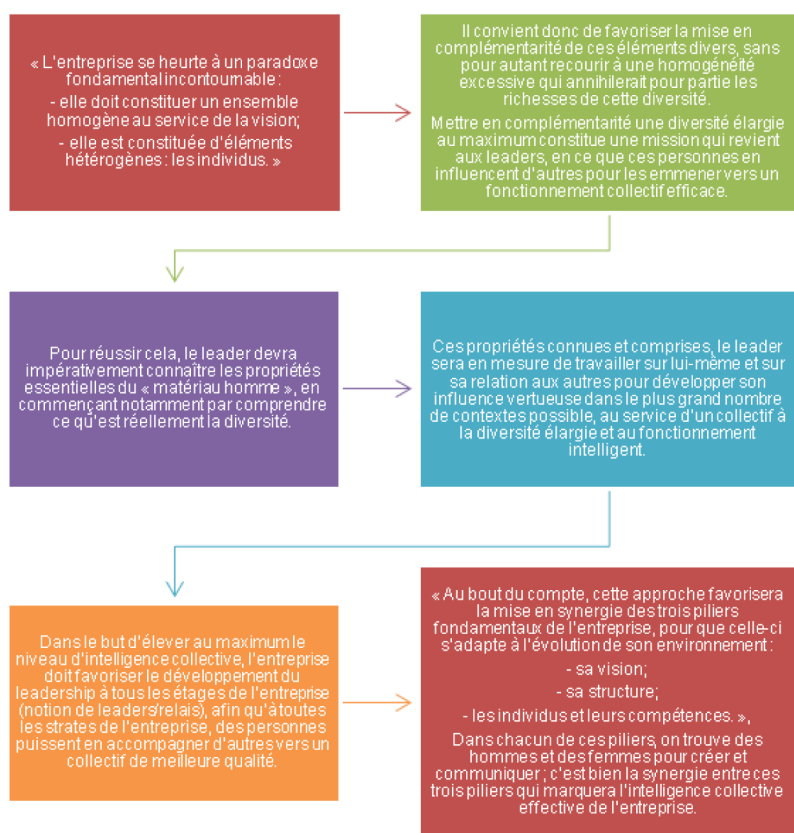 « L'entreprise se heurte à un paradoxe
fondamental incontournable :
- elle doit constituer un ensemble
homogène au service de la vision;
- elle est constituée d'éléments
hétérogènes : les individus. »
Il convient donc de favoriser la mise en
complémentarité de ces éléments divers, sans
pour autant recourir à une homogénéité
excessive qui annihilerait pour partie les
richesses de cette diversité.
Mettre en complémentarité une diversité élargie
au maximum constitue une mission qui revient
aux leaders, en ce que ces personnes en
influencent d'autres pour les emmener vers un
fonctionnement collectif efficace.
Pour réussir cela, le leader devra
impérativement connaître les propriétés
essentielles du « matériau homme », en
commençant notamment par comprendre
ce qu'est réellement la diversité.
Ces propriétés connues et comprises, le leader
sera en mesure de travailler sur lui-même et sur
sa relation aux autres pour développer son
influence vertueuse dans le plus grand nombre
de contextes possible, au service d'un collectif à
la diversité élargie et au fonctionnement
intelligent.
Dans le but d'élever au maximum le
niveau d'intelligence collective, l'entreprise
doit favoriser le développement du
leadership à tous les étages de l'entreprise
(notion de leaders/relais), afin qu'à toutes
les strates de l'entreprise, des personnes
puissent en accompagner d'autres vers un
collectif de meilleure qualité.
« Au bout du compte, cette approche favorisera
la mise en synergie des trois piliers
fondamentaux de l'entreprise, pour que celle-ci
s'adapte à l'évolution de son environnement :
- sa vision;
- sa structure;
- les individus et leurs compétences. »,
Dans chacun de ces piliers, on trouve des
hommes et des femmes pour créer et
communiquer ; c'est bien la synergie entre ces
trois piliers qui marquera l'intelligence collective
effective de l'entreprise.